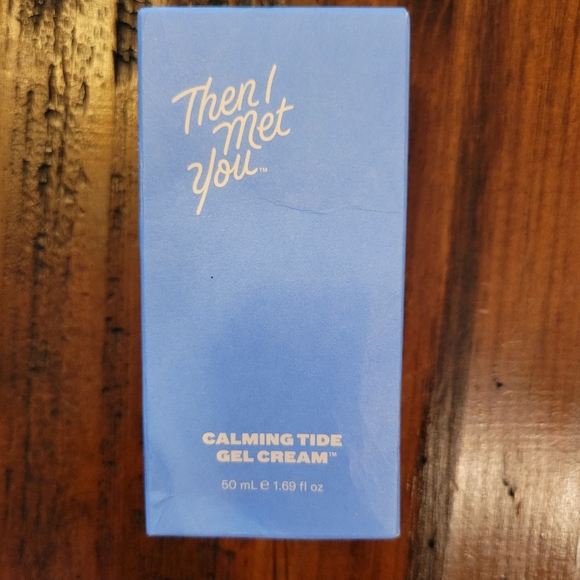 Then I
Met
You™
CALMING TIDE
GEL CREAM™
50 mL ℮ 1.69 fl oz